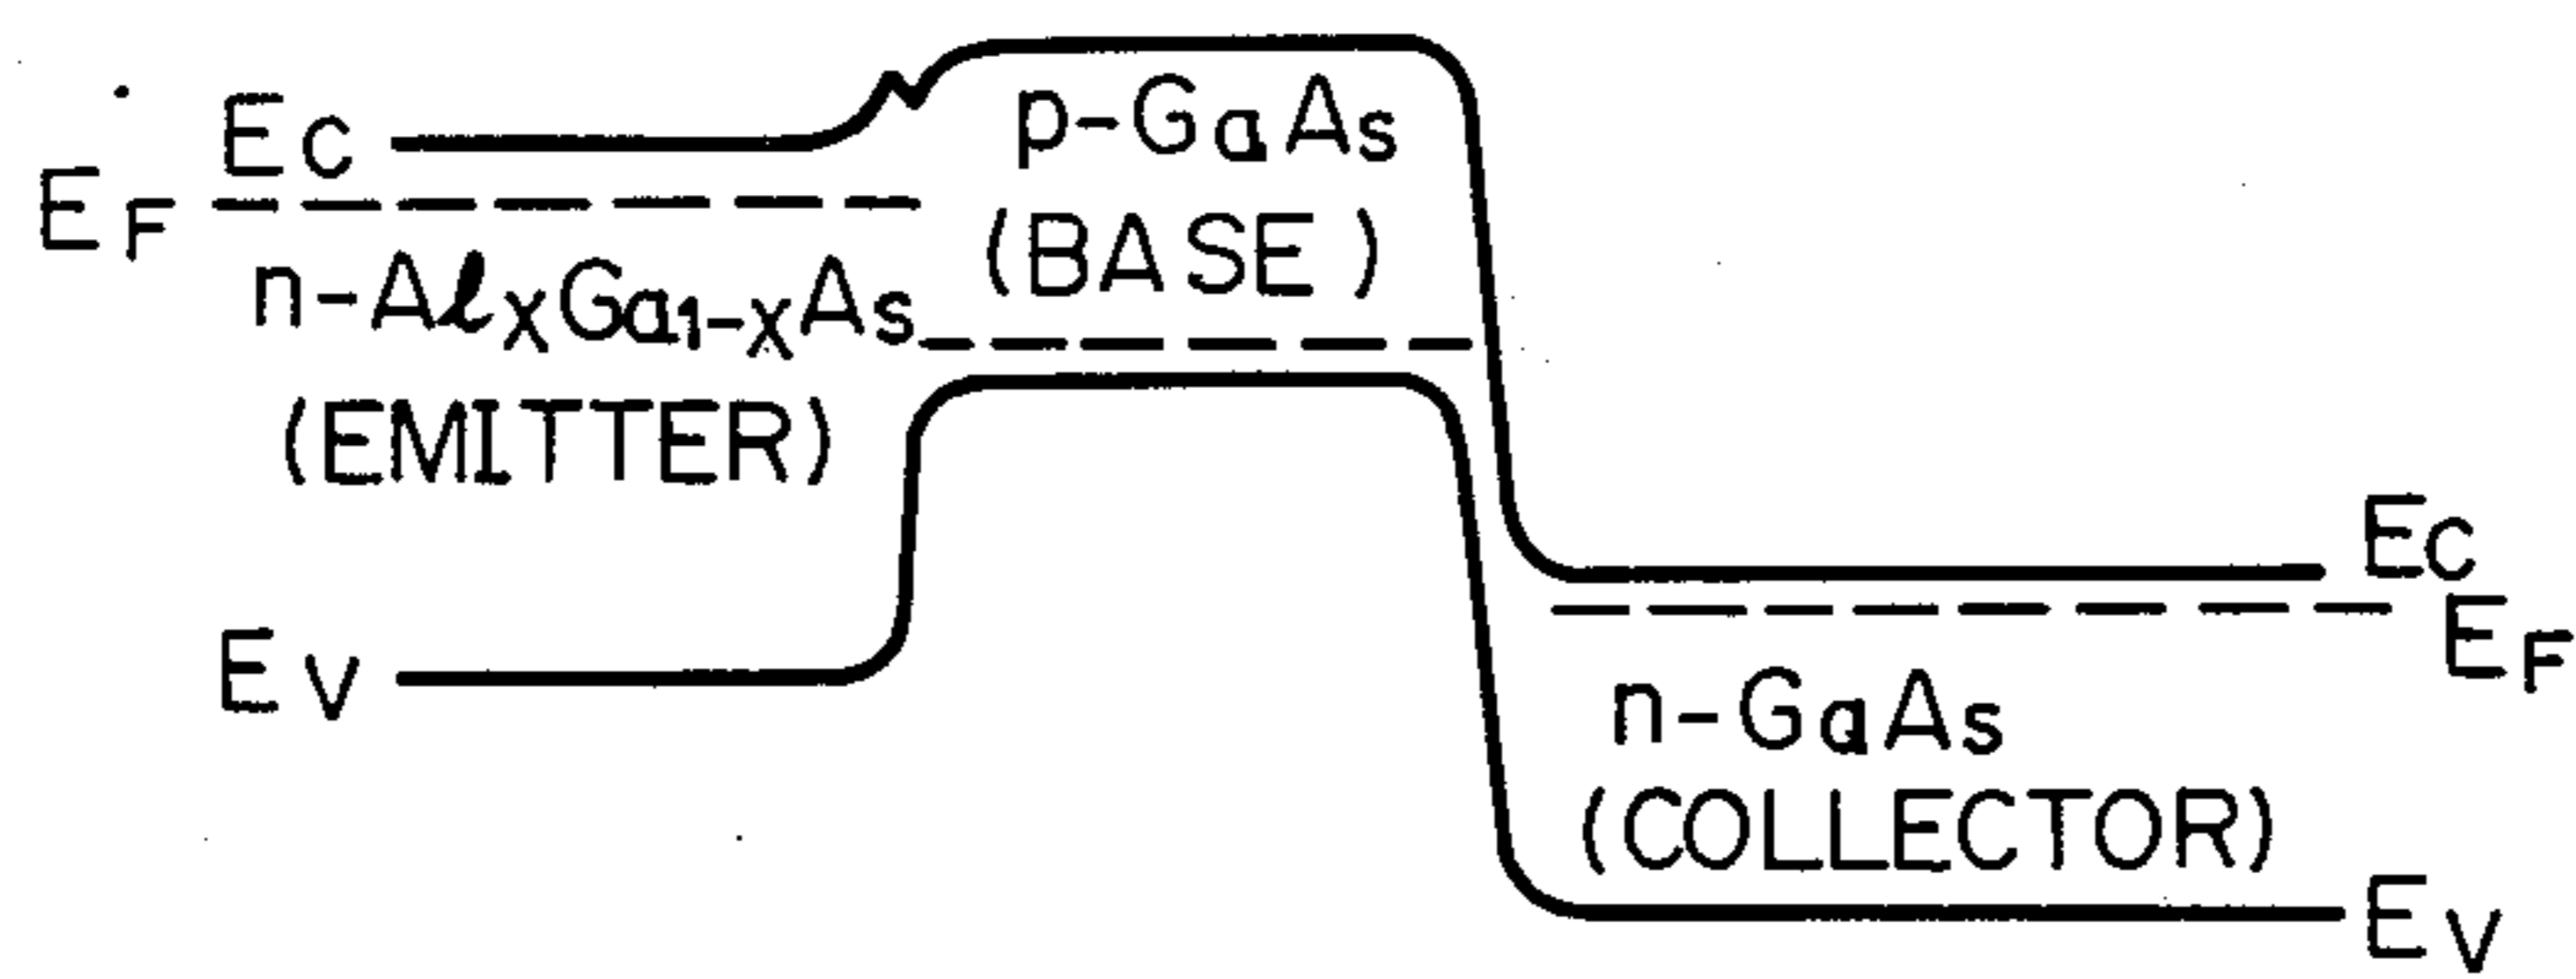 EC
EF
n-AlxGa1-xAs
(EMITTER)
EV
p-GaAs
(BASE)
EC
EF
n-GaAs
(COLLECTOR)
EV